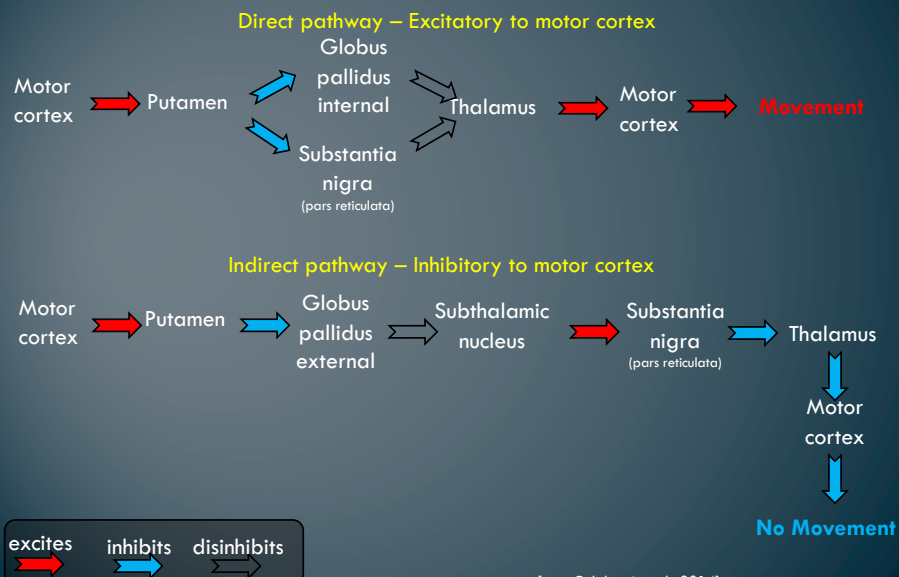 Direct pathway – Excitatory to motor cortex
Motor
cortex
Putamen
Globus
pallidus
internal
Substantia
nigra
(pars reticulata)
Thalamus
Motor
cortex
Movement
Indirect pathway – Inhibitory to motor cortex
Motor
cortex
Putamen
Globus
pallidus
external
Subthalamic
nucleus
Substantia
nigra
(pars reticulata)
Thalamus
Motor
cortex
No Movement
excites inhibits disinhibits